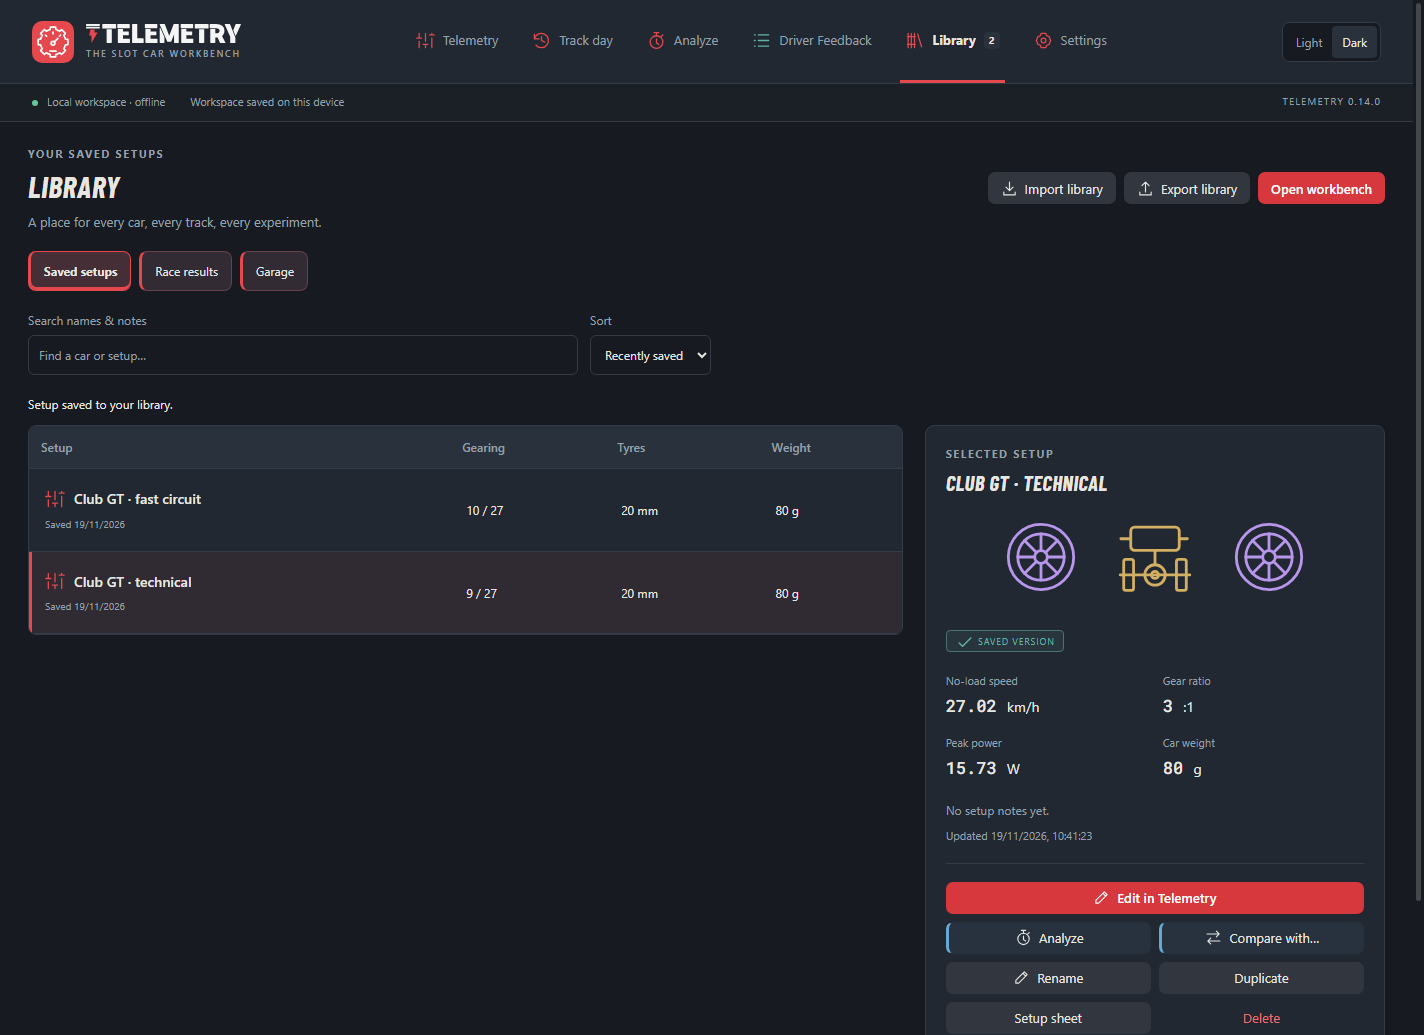 TELEMETRY
THE SLOT CAR WORKBENCH
Telemetry
Track day
Analyze
Driver Feedback
Library 2
Settings
Light Dark
Local workspace · offline
Workspace saved on this device
TELEMETRY 0.14.0
YOUR SAVED SETUPS
LIBRARY
A place for every car, every track, every experiment.
Import library
Export library
Open workbench
Saved setups
Race results
Garage
Search names & notes
Sort
Find a car or setup...
Recently saved
Setup saved to your library.
Setup Gearing Tyres Weight
Club GT · fast circuit
Saved 19/11/2026
10 / 27 20 mm 80 g
Club GT · technical
Saved 19/11/2026
9 / 27 20 mm 80 g
SELECTED SETUP
CLUB GT · TECHNICAL
SAVED VERSION
No-load speed
27.02 km/h
Gear ratio
3 :1
Peak power
15.73 W
Car weight
80 g
No setup notes yet.
Updated 19/11/2026, 10:41:23
Edit in Telemetry
Analyze
Compare with...
Rename
Duplicate
Setup sheet
Delete